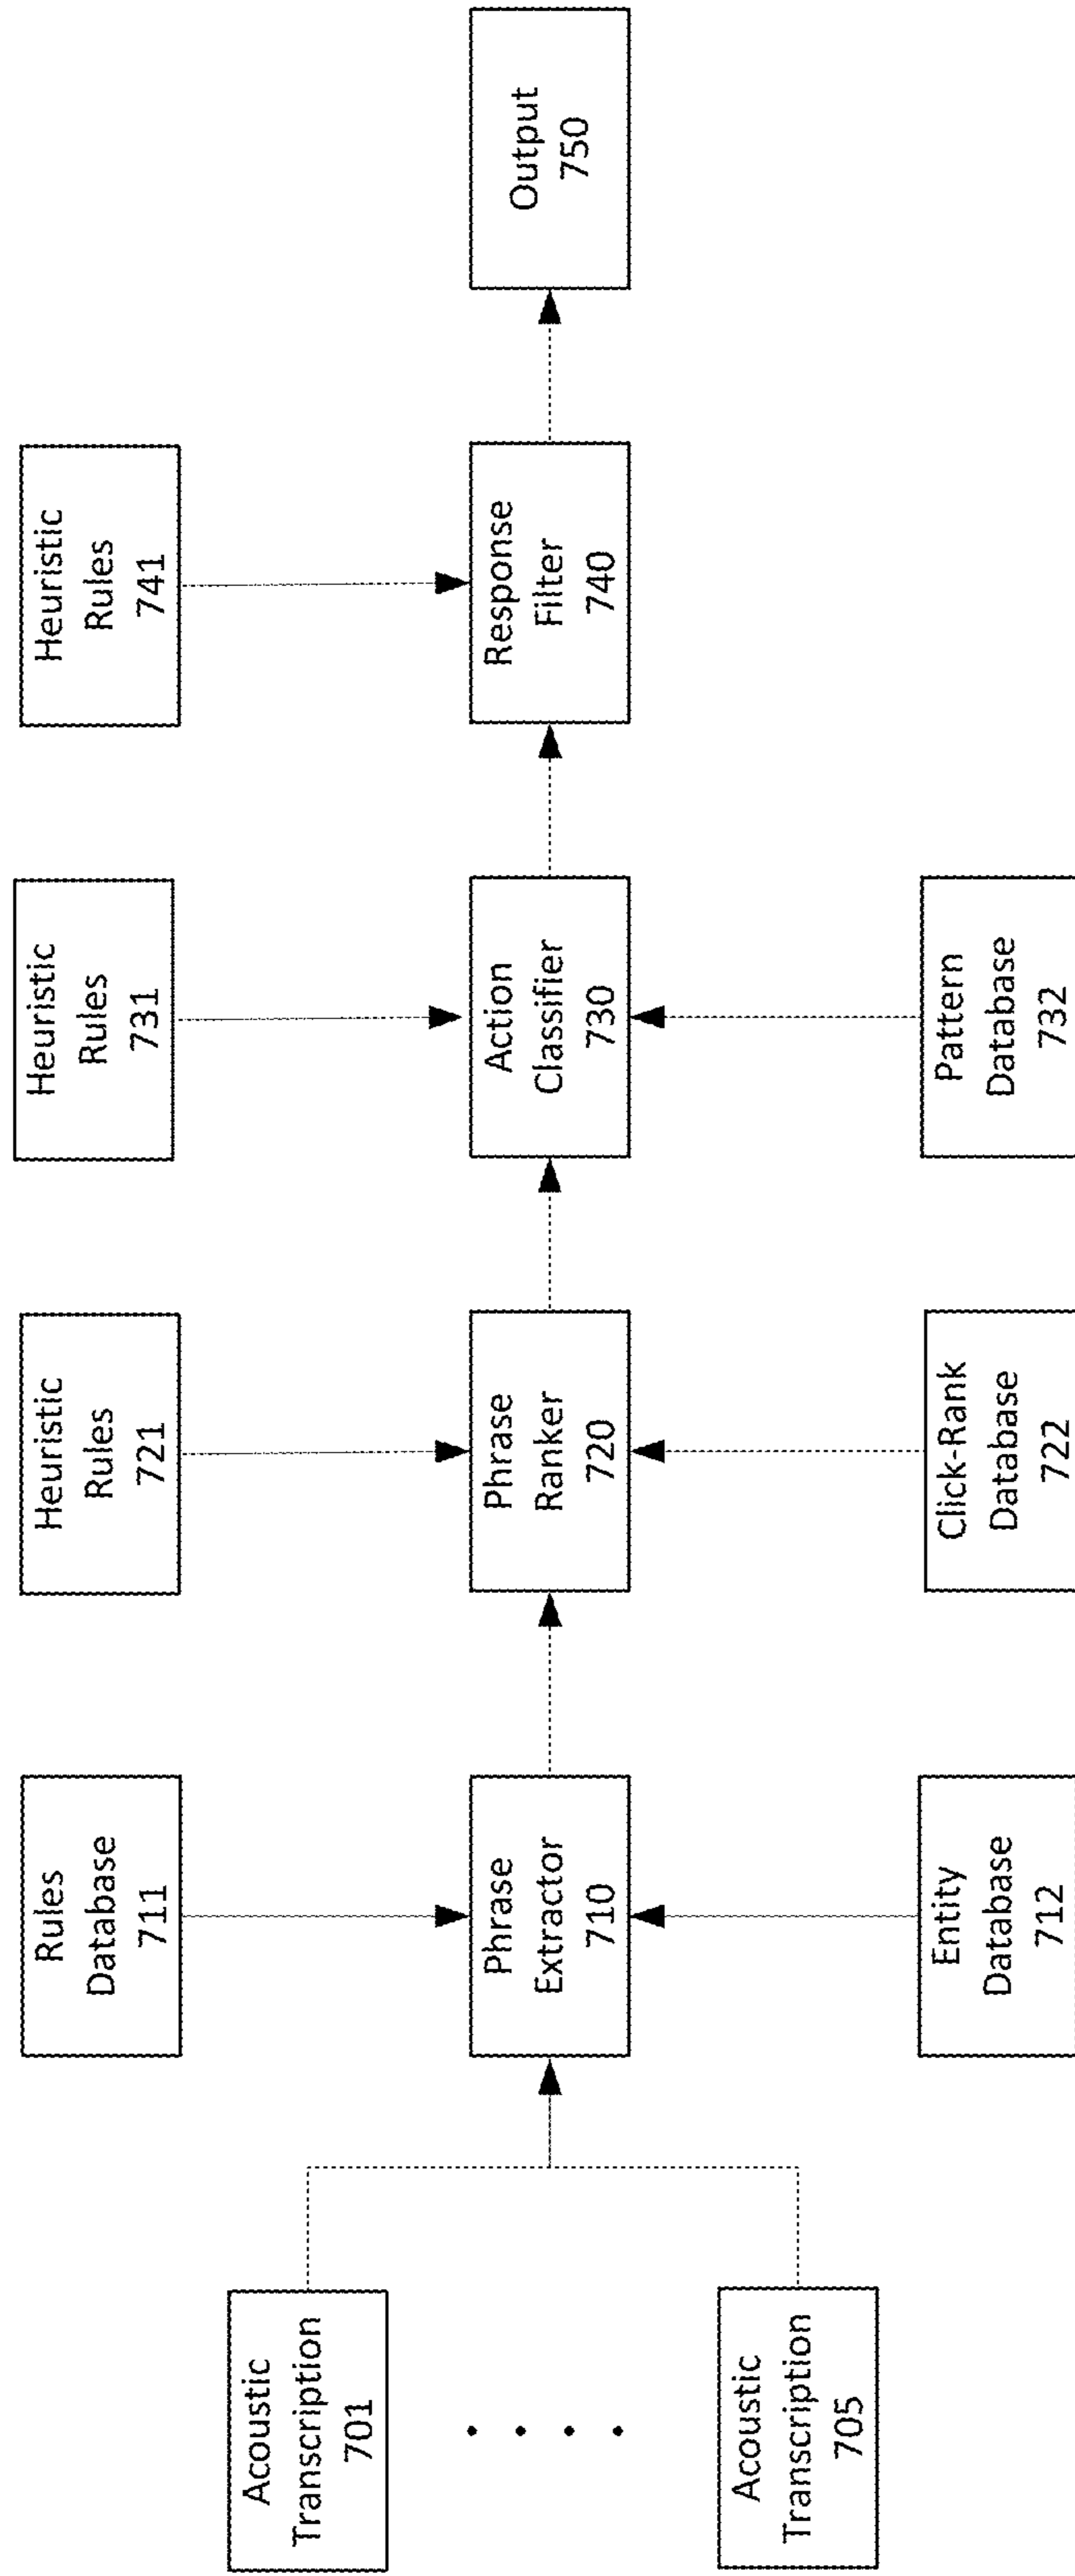 Acoustic
Transcription
701
Acoustic
Transcription
705
Rules
Database
711
Phrase
Extractor
710
Entity
Database
712
Heuristic
Rules
721
Phrase
Ranker
720
Click-Rank
Database
722
Heuristic
Rules
731
Action
Classifier
730
Pattern
Database
732
Heuristic
Rules
741
Response
Filter
740
Output
750